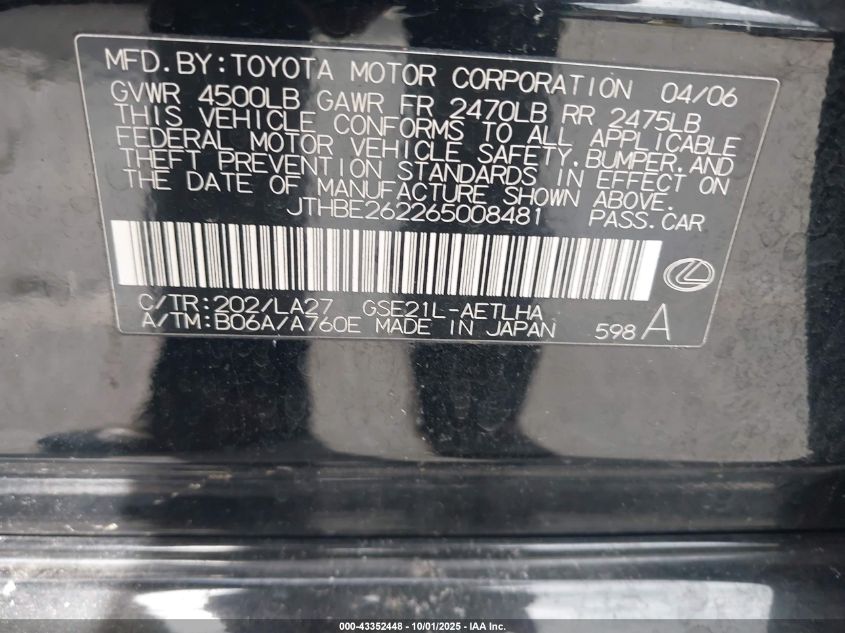 MFD.BY:TOYOTA MOTOR CORPORATION 04/06
GVWR 4500LB GAWR FR 2470LB RR 2475LB
THIS VEHICLE CONFORMS TO ALL APPLICABLE
FEDERAL MOTOR VEHICLE SAFETY,BUMPER,AND
THEFT PREVENTION STANDARDS IN EFFECT ON
THE DATE OF MANUFACTURE SHOWN ABOVE.
JTHBE262265008481 PASS.CAR
C/TR:202/LA27 GSE21L-AETLHA
A/TM:B06A/A760E MADE IN JAPAN 598A
000-43352448 - 10/01/2025 - IAA Inc.